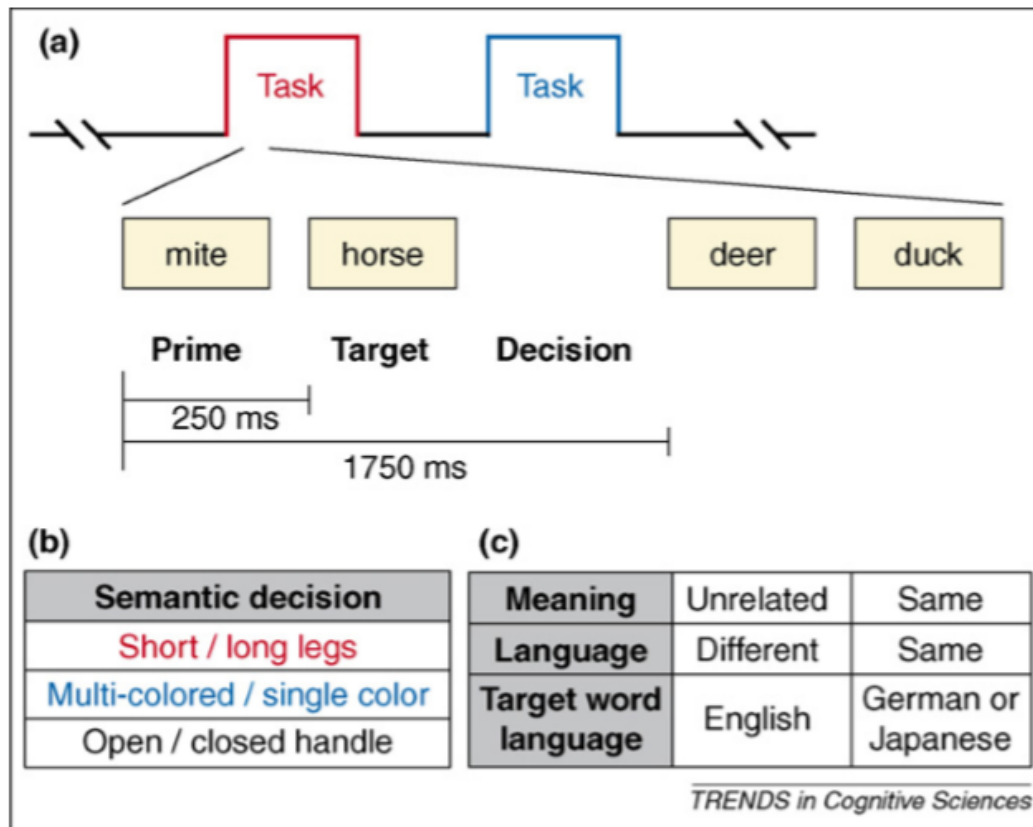 (a)
Task Task
mite horse deer duck
Prime Target Decision
250 ms
1750 ms
(b)
Semantic decision
Short / long legs
Multi-colored / single color
Open / closed handle
(c)
Meaning Unrelated Same
Language Different Same
Target word
language English German or
Japanese
TRENDS in Cognitive Sciences